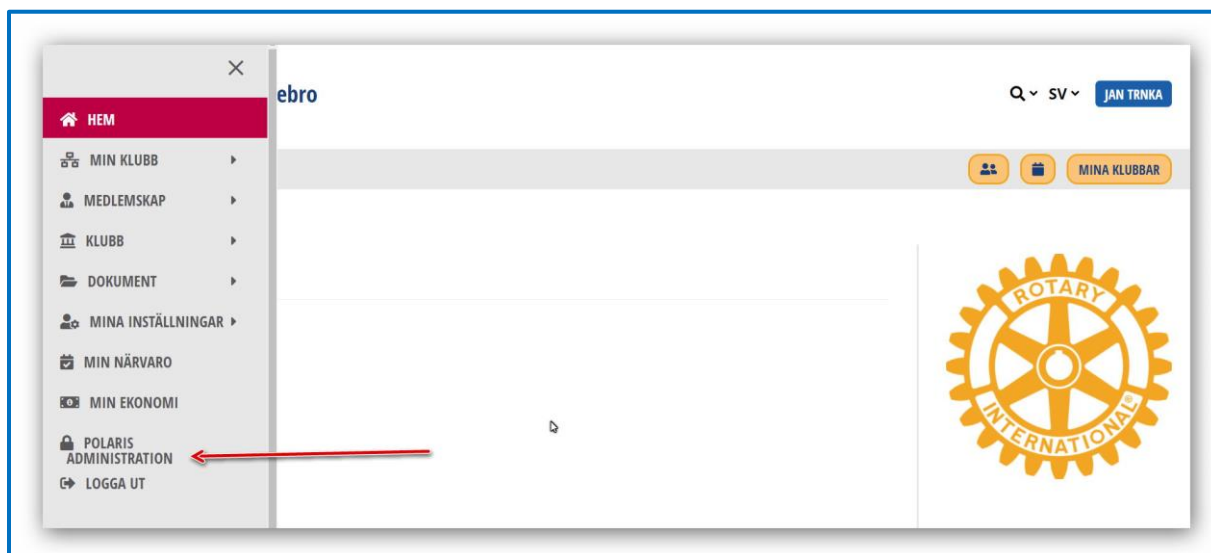 ebro
SV
JAN TRNKA
HEM
MIN KLUBB
MINA KLUBBAR
MEDLEMSKAP
KLUBB
DOKUMENT
MINA INSTÄLLNINGAR
MIN NÄRVARO
MIN EKONOMI
POLARIS
ADMINISTRATION
LOGGA UT
ROTARY
INTERNATIONAL®